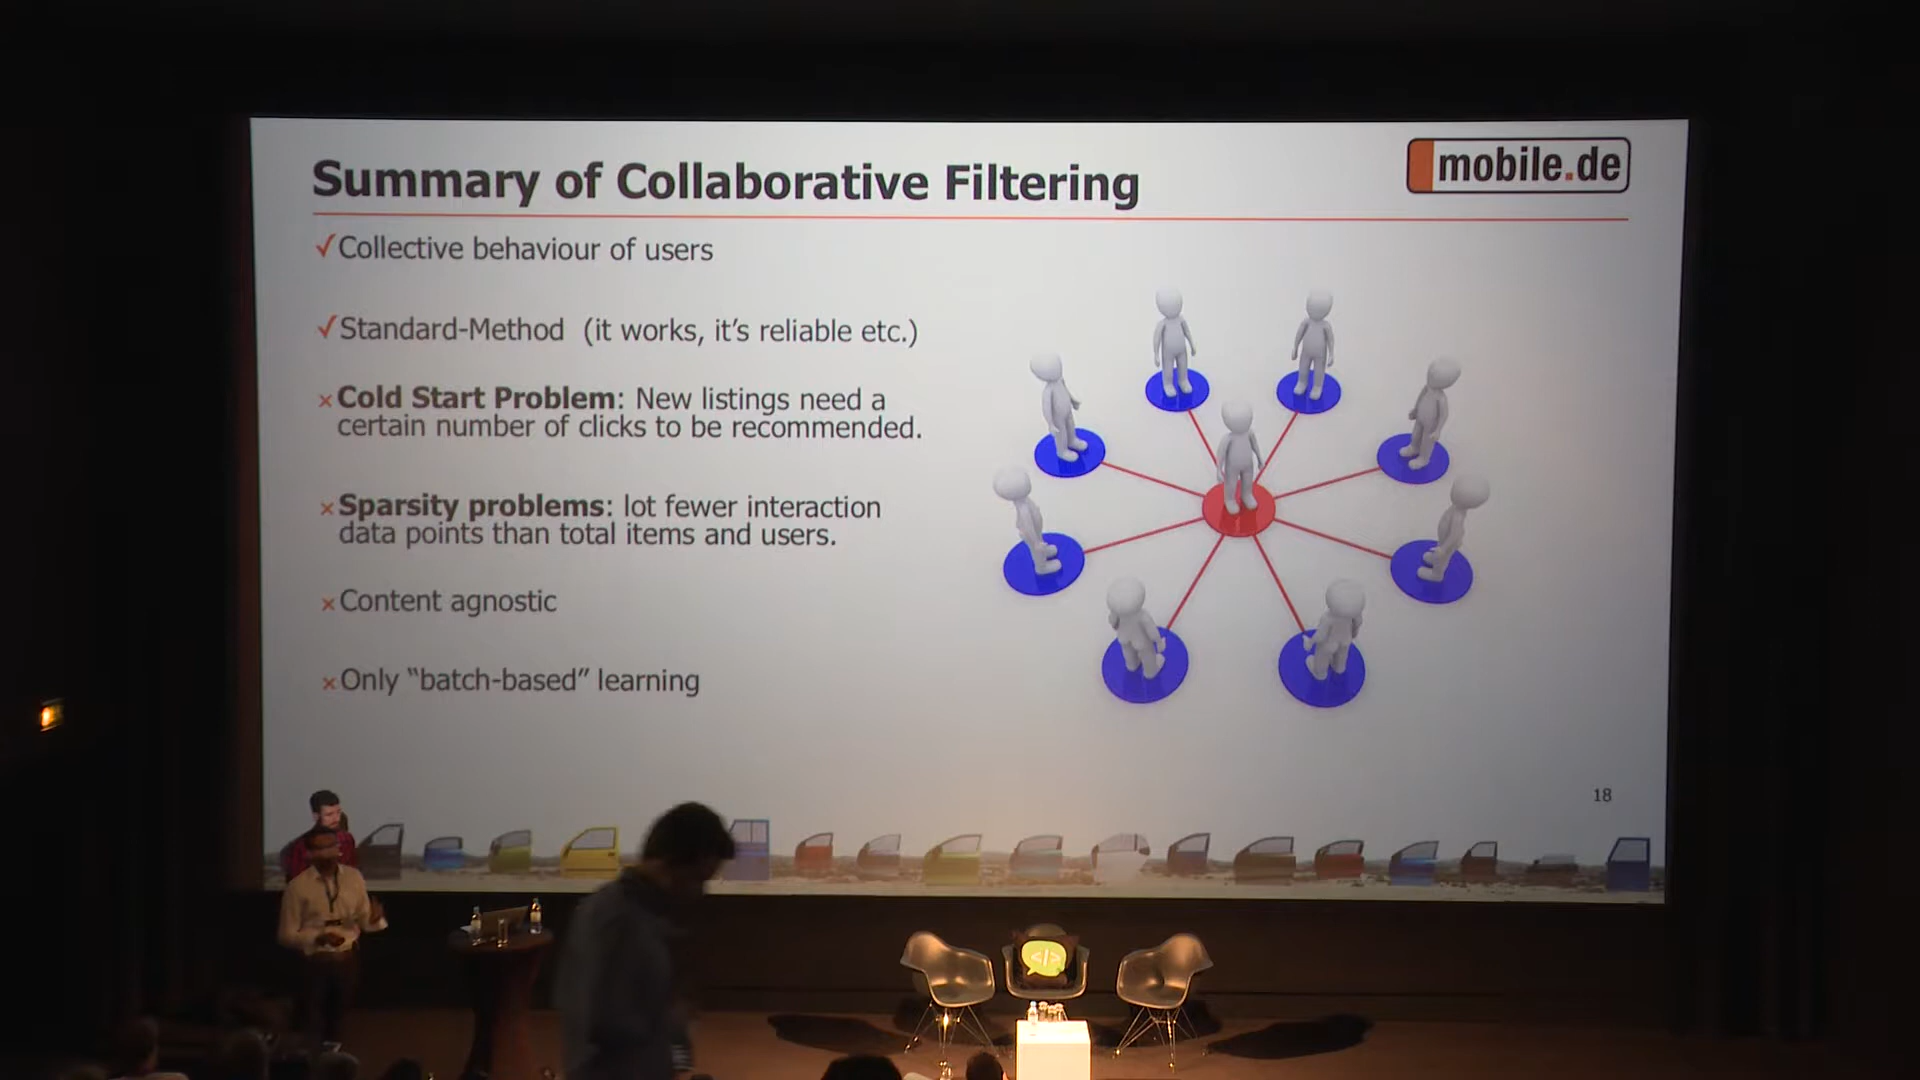 Summary of Collaborative Filtering
mobile.de
✓Collective behaviour of users
✓Standard-Method (it works, it’s reliable etc.)
×Cold Start Problem: New listings need a
certain number of clicks to be recommended.
×Sparsity problems: lot fewer interaction
data points than total items and users.
×Content agnostic
×Only “batch-based” learning
18
</>